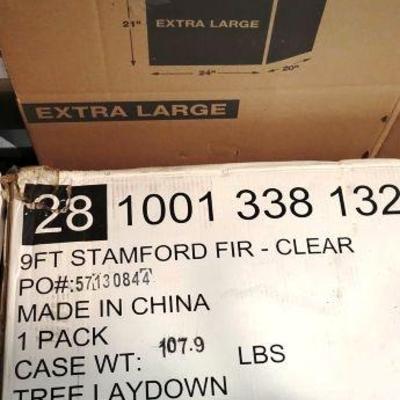 21"
EXTRA LARGE
24"
20"
EXTRA LARGE
28 1001 338 132
9FT STAMFORD FIR - CLEAR
PO#:57130844
MADE IN CHINA
1 PACK
CASE WT: 107.9 LBS
TREE LAYDOWN